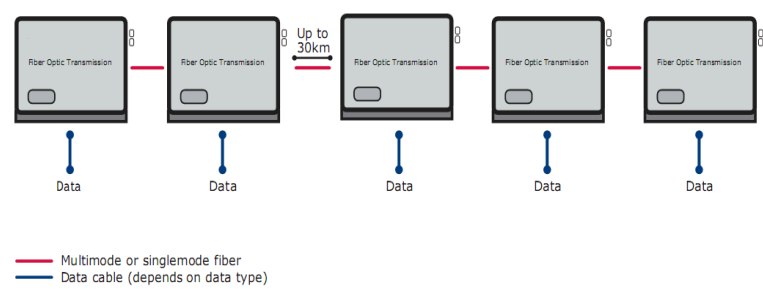 Up to
30km
Fiber Optic Transmission
Fiber Optic Transmission
Fiber Optic Transmission
Fiber Optic Transmission
Fiber Optic Transmission
Data
Data
Data
Data
Data
Multimode or singlemode fiber
Data cable (depends on data type)